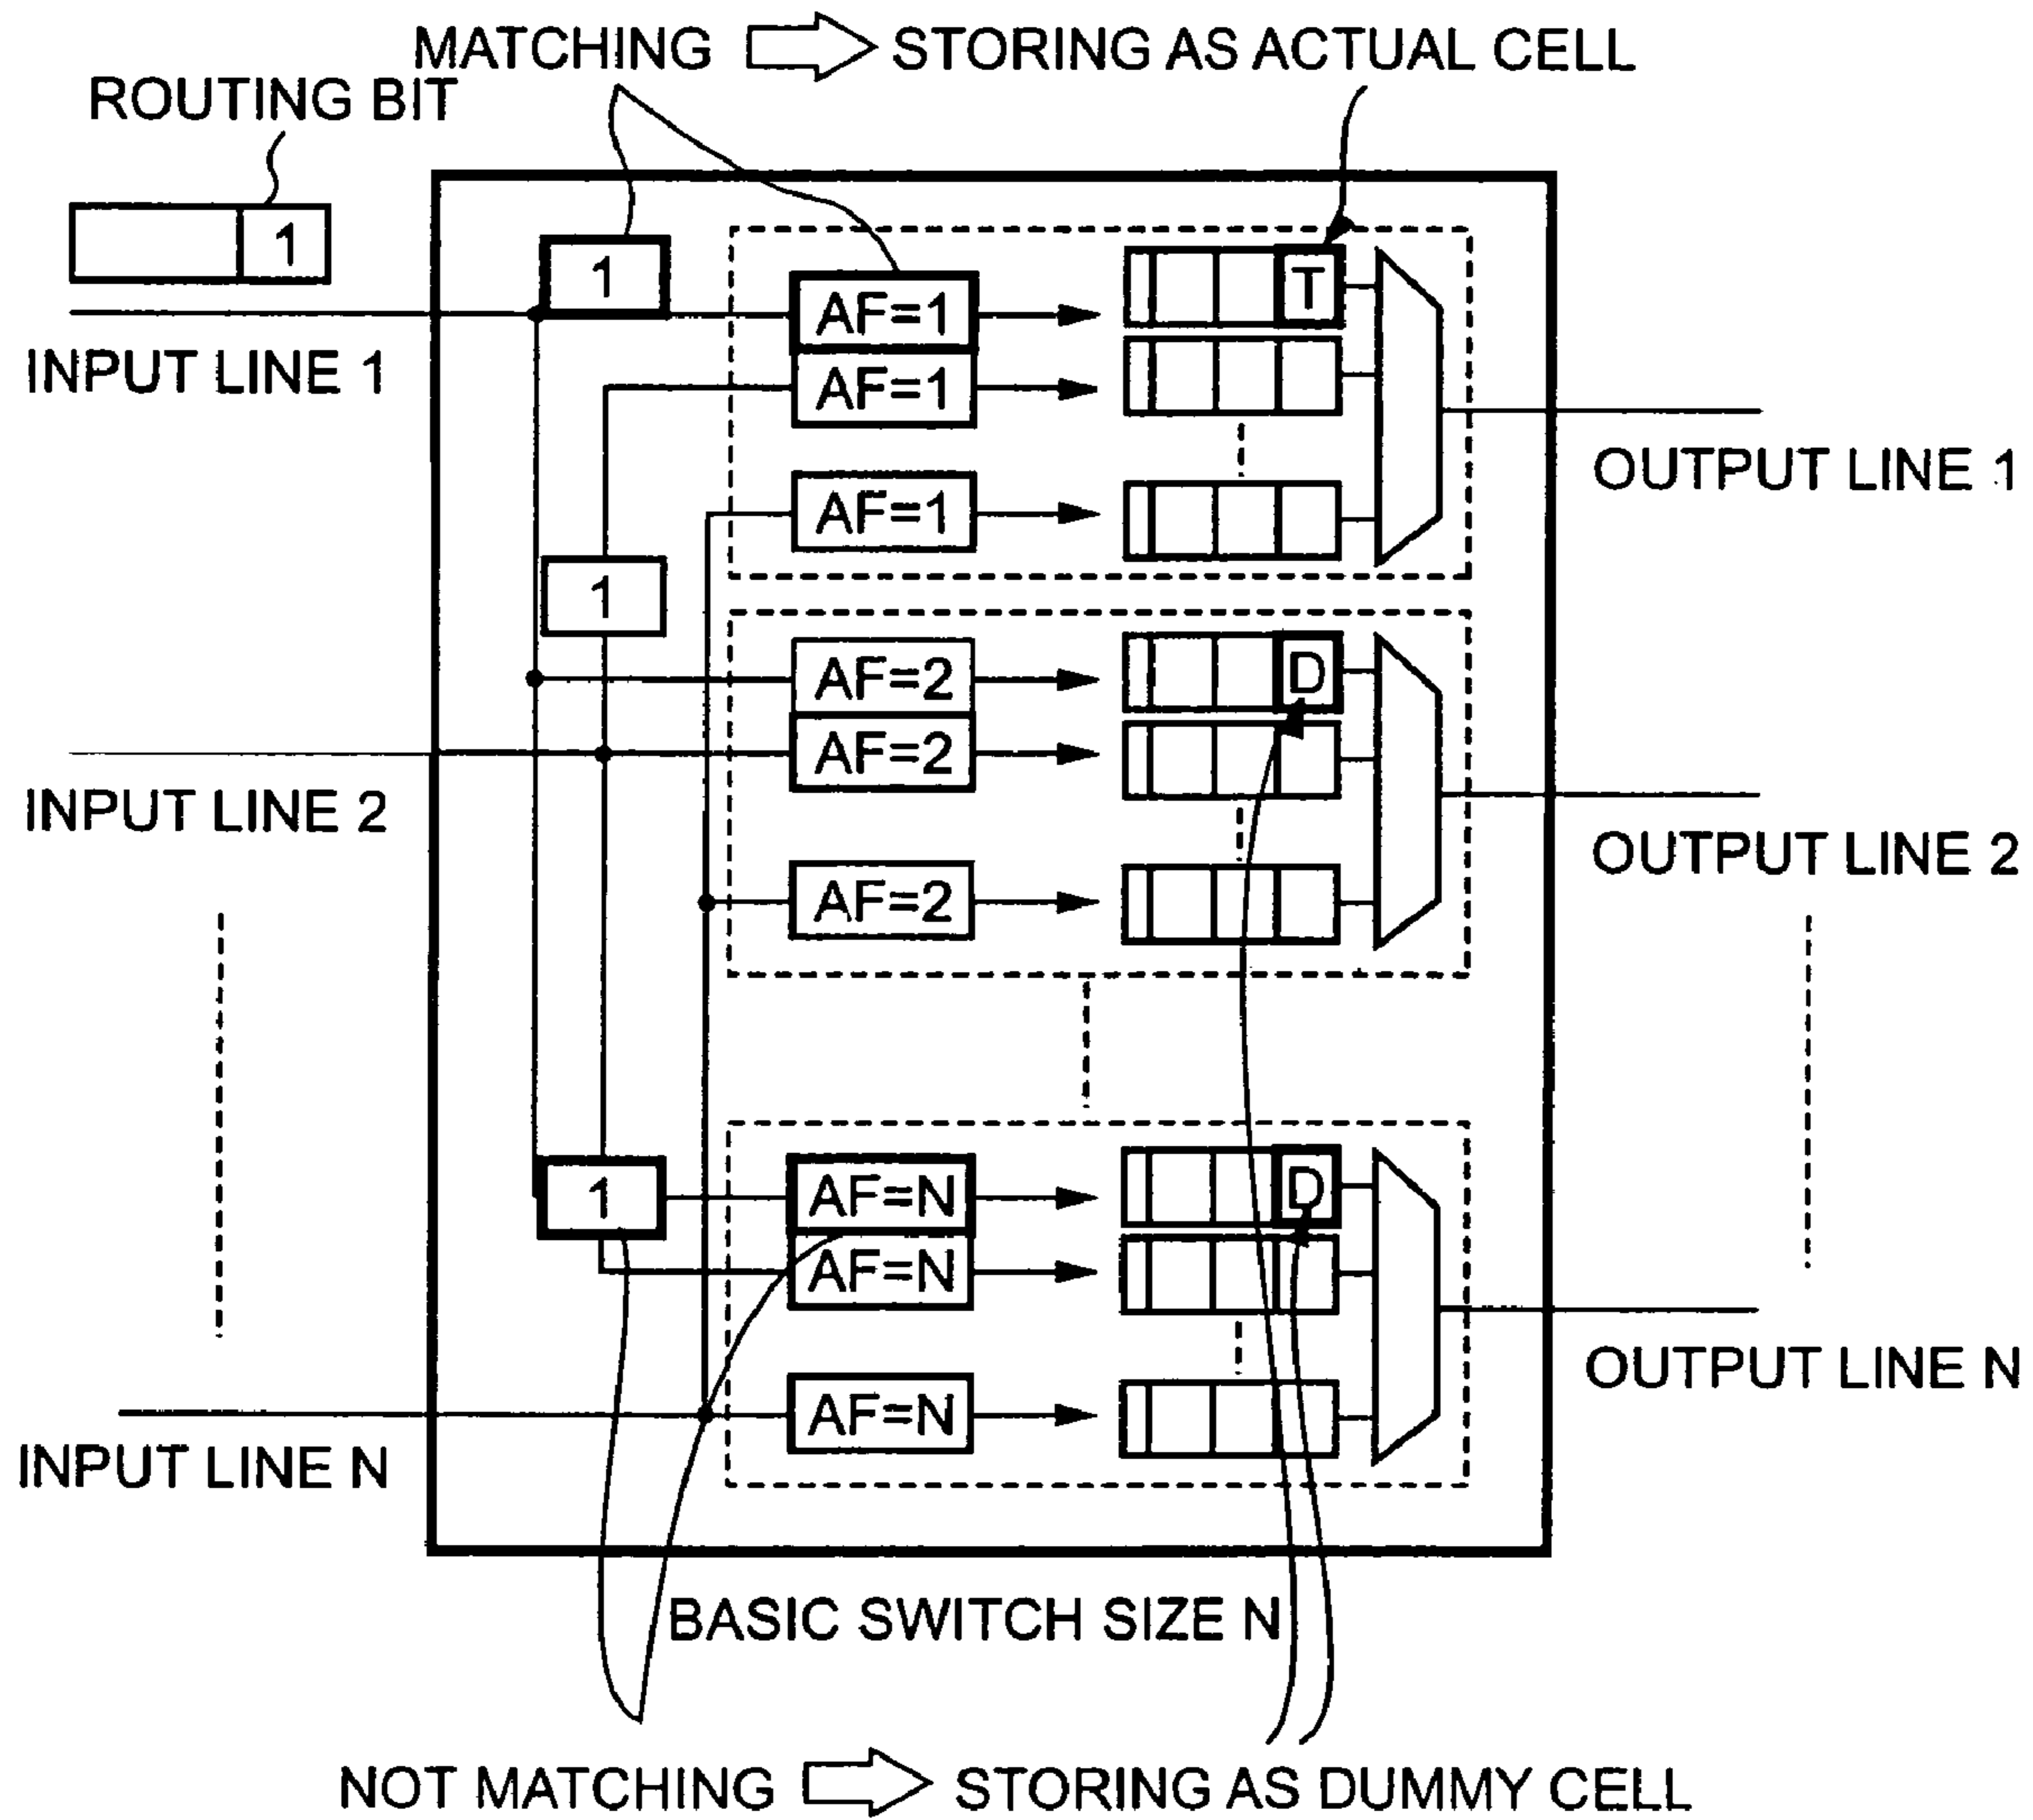 MATCHING STORING AS ACTUAL CELL
ROUTING BIT
1
1
T
AF=1
INPUT LINE 1
AF=1
OUTPUT LINE 1
AF=1
1
AF=2
D
AF=2
INPUT LINE 2
OUTPUT LINE 2
AF=2
1
AF=N
D
AF=N
OUTPUT LINE N
AF=N
INPUT LINE N
BASIC SWITCH SIZE N
NOT MATCHING STORING AS DUMMY CELL